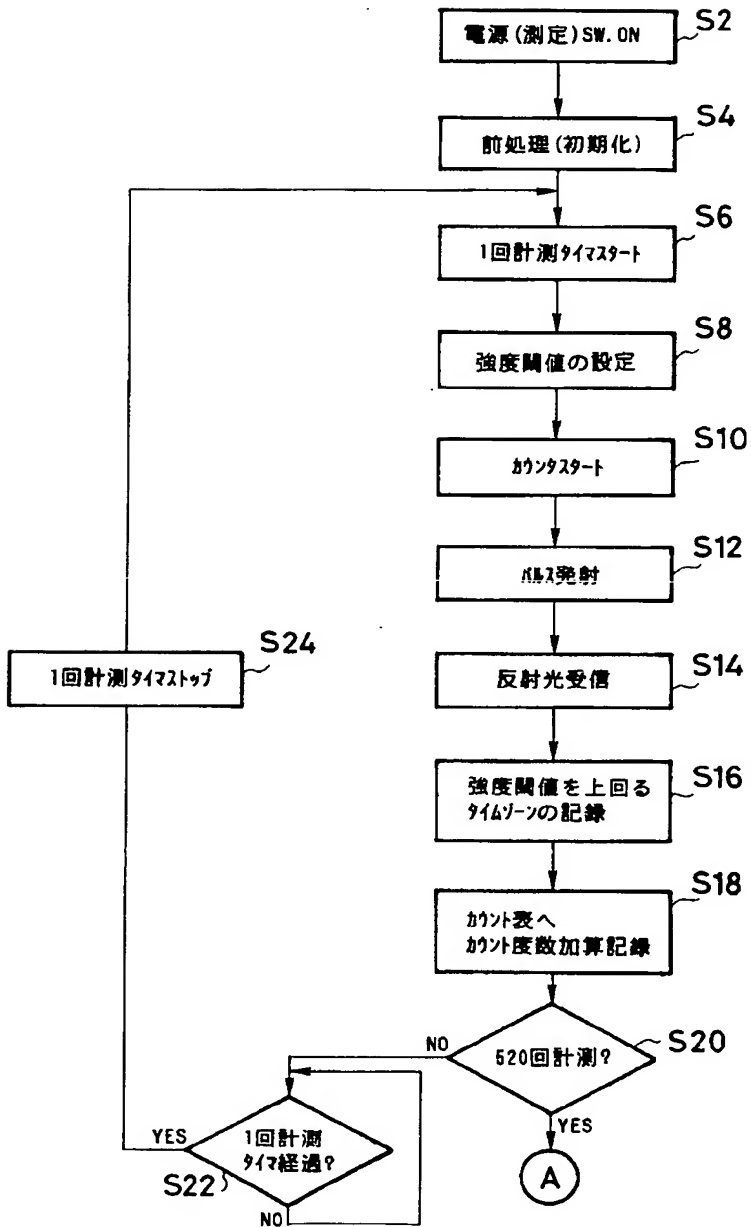 電源(測定)SW.ON
S2
前処理(初期化)
S4
1回計測タイマスタート
S6
強度閾値の設定
S8
カウンタスタート
S10
パルス発射
S12
反射光受信
S14
強度閾値を上回る
タイムゾーンの記録
S16
カウント表へ
カウント度数加算記録
S18
520回計測?
S20
NO
YES
A
1回計測
タイマ経過?
S22
YES
NO
1回計測タイマストップ
S24